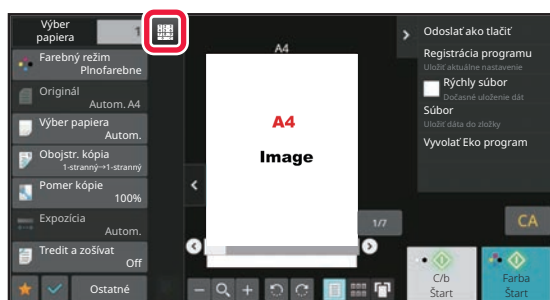 Výber
papiera
1
Farebný režim
Plnofarebne
Originál
Autom. A4
Výber papiera
Autom.
Obojstr. kópia
1-stranný→1-stranný
Pomer kópie
100%
Expozícia
Autom.
Tredit a zošívat
Off
Ostatné
A4
A4
Image
1/7
Odoslať ako tlačiť
Registrácia programu
Uložiť aktuálne nastavenie
Rýchly súbor
Dočasné uloženie dát
Súbor
Uložiť dáta do zložky
Vyvolať Eko program
CA
C/b
Štart
Farba
Štart